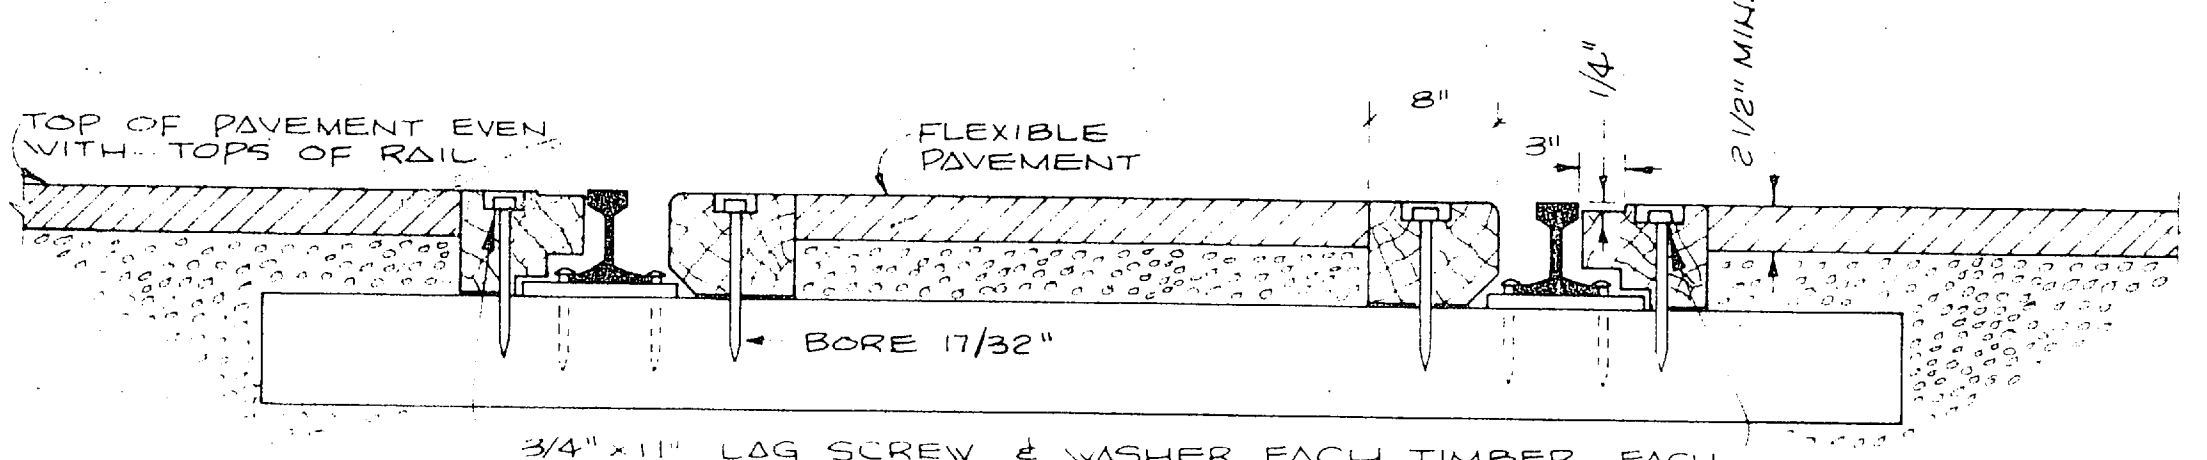 TOP OF PAVEMENT EVEN
WITH TOPS OF RAIL
FLEXIBLE
PAVEMENT
8"
3"
1/4"
2 1/2" MIN.
BORE 17/32"
3/4" x 11" LAG SCREW & WASHER EACH TIMBER EACH